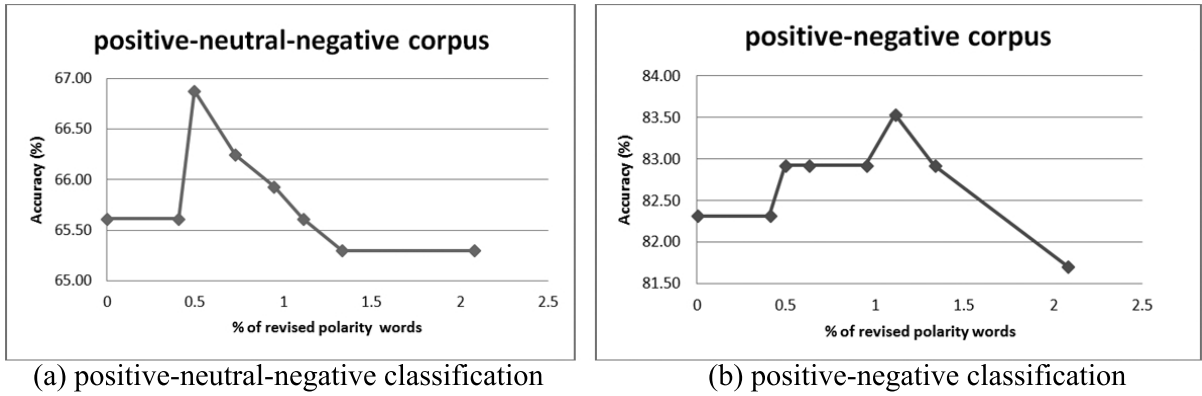 positive-neutral-negative corpus
67.00
66.50
66.00
65.50
65.00
Accuracy (%)
0 0.5 1 1.5 2 2.5
% of revised polarity words
(a) positive-neutral-negative classification
positive-negative corpus
84.00
83.50
83.00
82.50
82.00
81.50
Accuracy (%)
0 0.5 1 1.5 2 2.5
% of revised polarity words
(b) positive-negative classification